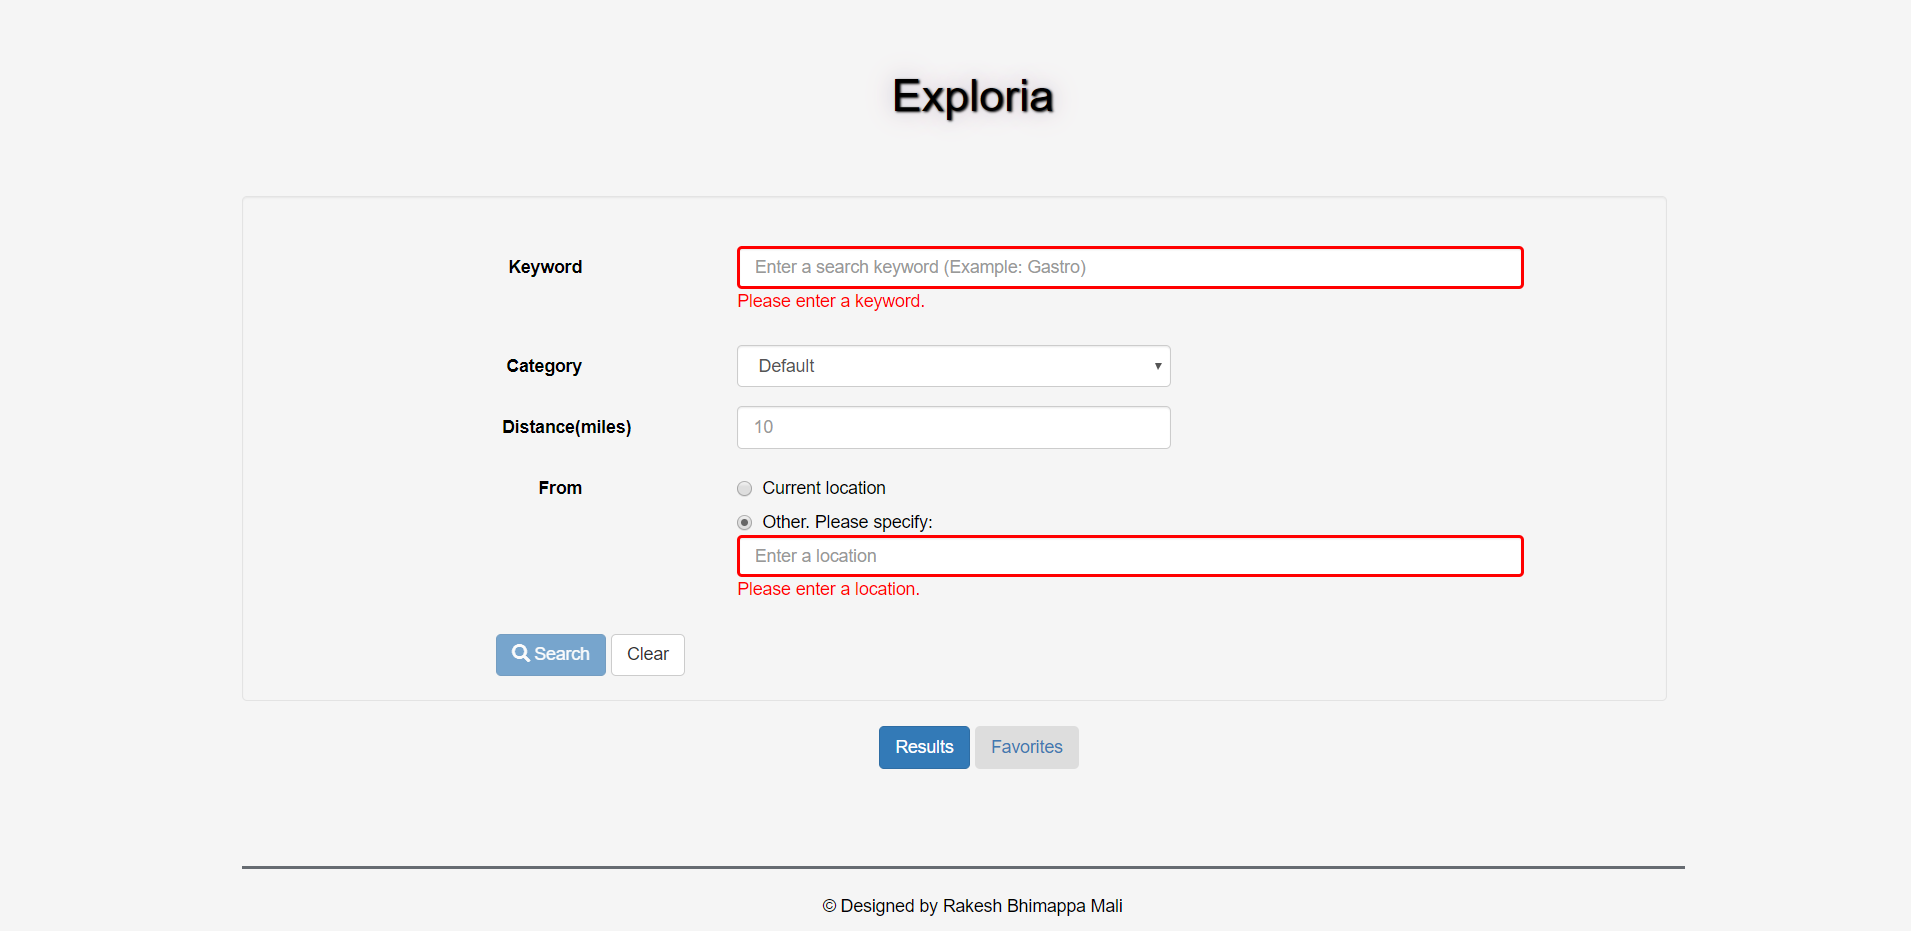 Exploria
Keyword
Enter a search keyword (Example: Gastro)
Please enter a keyword.
Category
Default
Distance(miles)
10
From
Current location
Other. Please specify:
Enter a location
Please enter a location.
Search Clear
Results Favorites
© Designed by Rakesh Bhimappa Mali